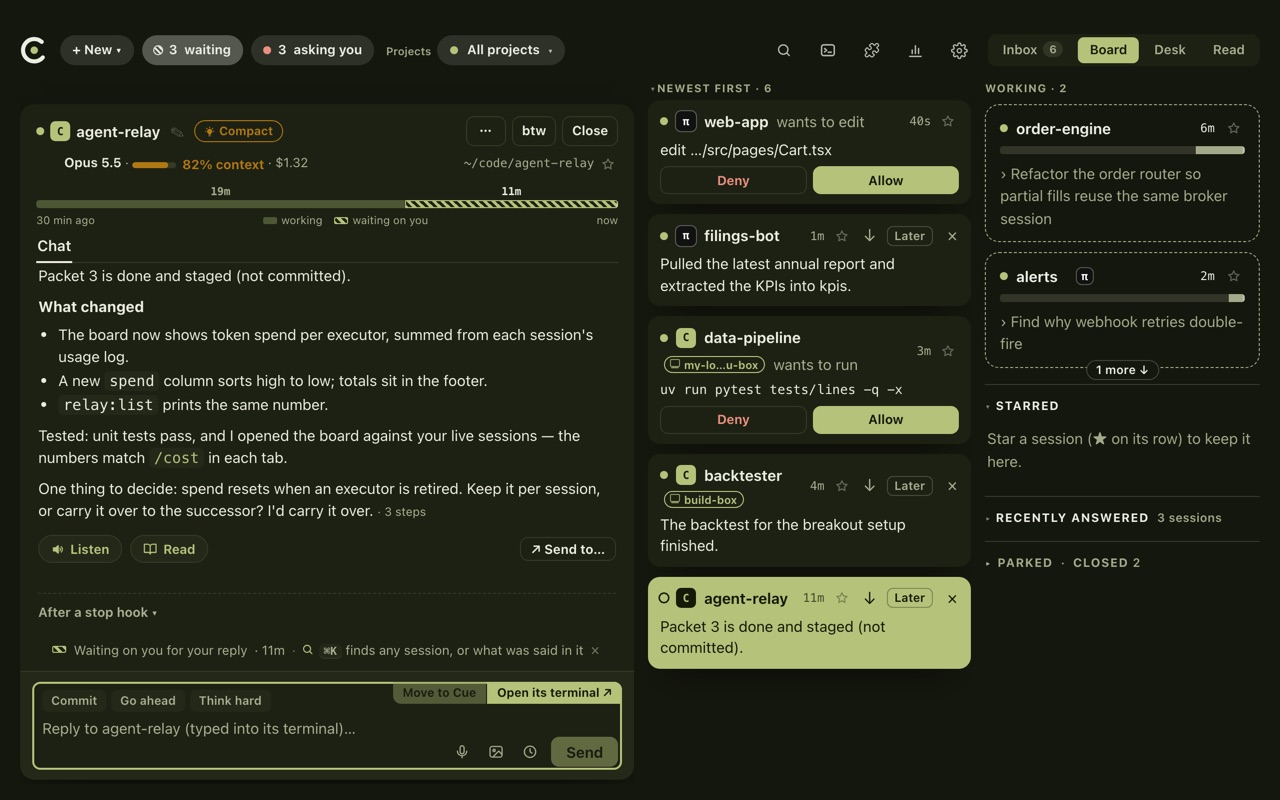 + New ▾
3 waiting
3 asking you
Projects
All projects ▾
Inbox 6
Board
Desk
Read
C agent-relay
Compact
···
btw
Close
Opus 5.5 · 82% context · $1.32
~/code/agent-relay
19m
11m
30 min ago
working
waiting on you
now
Chat
Packet 3 is done and staged (not committed).
What changed
• The board now shows token spend per executor, summed from each session's
usage log.
• A new spend column sorts high to low; totals sit in the footer.
• relay:list prints the same number.
Tested: unit tests pass, and I opened the board against your live sessions — the
numbers match /cost in each tab.
One thing to decide: spend resets when an executor is retired. Keep it per session,
or carry it over to the successor? I'd carry it over. · 3 steps
Listen
Read
↗ Send to...
After a stop hook ▾
Waiting on you for your reply · 11m · ⌘K finds any session, or what was said in it ×
Commit
Go ahead
Think hard
Move to Cue
Open its terminal ↗
Reply to agent-relay (typed into its terminal)...
Send
▾ NEWEST FIRST · 6
π web-app wants to edit 40s
edit …/src/pages/Cart.tsx
Deny
Allow
π filings-bot 1m ☆ ↓ Later ×
Pulled the latest annual report and
extracted the KPIs into kpis.
C data-pipeline
my-lo…u-box wants to run
3m
uv run pytest tests/lines -q -x
Deny
Allow
C backtester
build-box
4m ☆ ↓ Later ×
The backtest for the breakout setup
finished.
C agent-relay 11m ☆ ↓ Later ×
Packet 3 is done and staged (not
committed).
WORKING · 2
order-engine 6m
› Refactor the order router so
partial fills reuse the same broker
session
alerts π 2m
› Find why webhook retries double-
fire
1 more ↓
▾ STARRED
Star a session (★ on its row) to keep it
here.
▸ RECENTLY ANSWERED 3 sessions
▸ PARKED · CLOSED 2